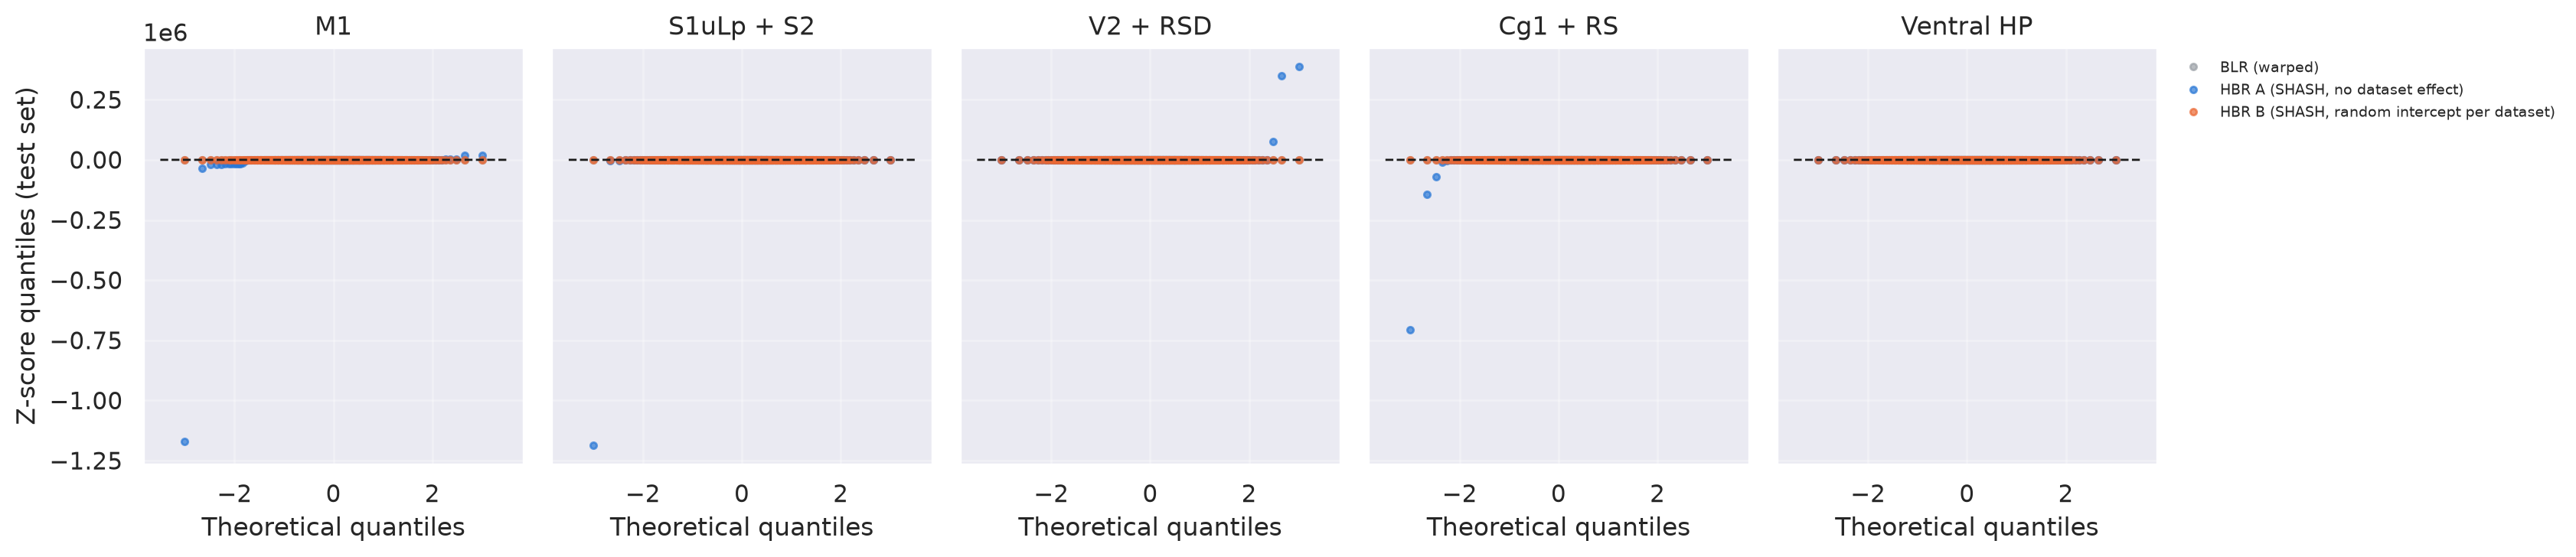 M1
S1uLp + S2
V2 + RSD
Cg1 + RS
Ventral HP
1e6
Z-score quantiles (test set)
0.25
0.00
−0.25
−0.50
−0.75
−1.00
−1.25
−2 0 2
−2 0 2
−2 0 2
−2 0 2
−2 0 2
Theoretical quantiles
Theoretical quantiles
Theoretical quantiles
Theoretical quantiles
Theoretical quantiles
BLR (warped)
HBR A (SHASH, no dataset effect)
HBR B (SHASH, random intercept per dataset)